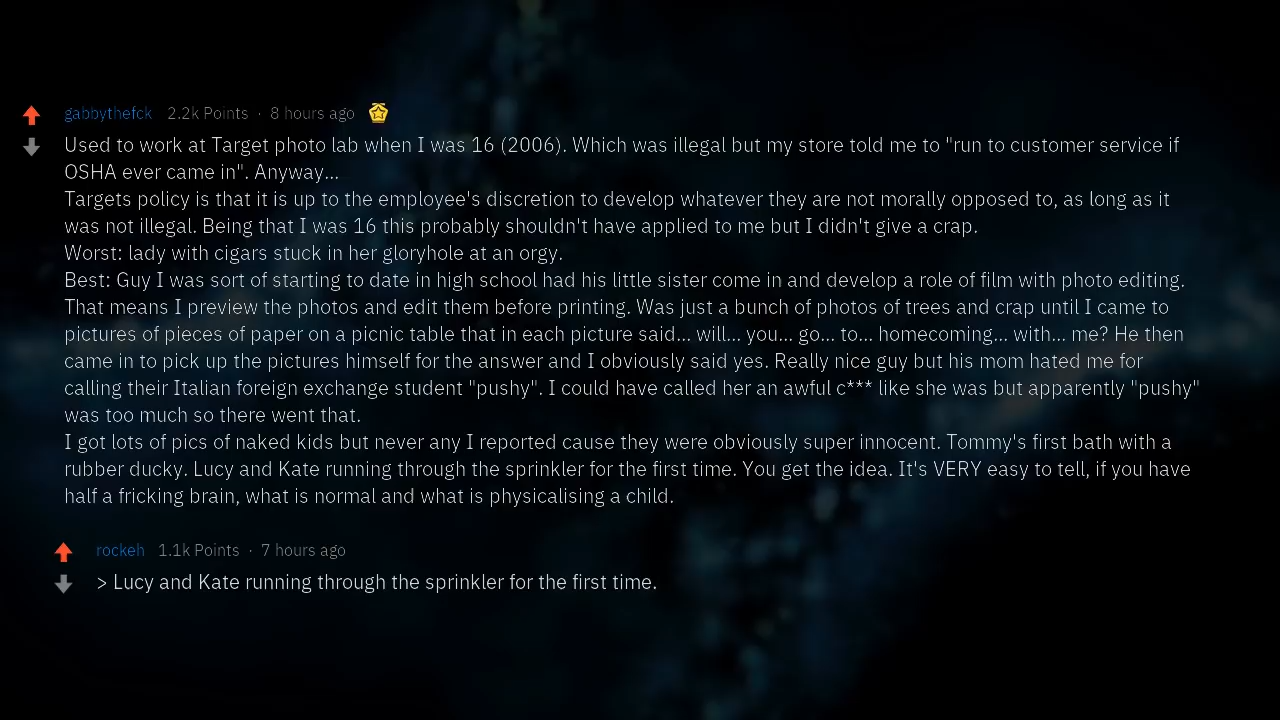 gabbythefck 2.2k Points · 8 hours ago
Used to work at Target photo lab when I was 16 (2006). Which was illegal but my store told me to "run to customer service if
OSHA ever came in". Anyway...
Targets policy is that it is up to the employee's discretion to develop whatever they are not morally opposed to, as long as it
was not illegal. Being that I was 16 this probably shouldn't have applied to me but I didn't give a crap.
Worst: lady with cigars stuck in her gloryhole at an orgy.
Best: Guy I was sort of starting to date in high school had his little sister come in and develop a role of film with photo editing.
That means I preview the photos and edit them before printing. Was just a bunch of photos of trees and crap until I came to
pictures of pieces of paper on a picnic table that in each picture said... will... you... go... to... homecoming... with... me? He then
came in to pick up the pictures himself for the answer and I obviously said yes. Really nice guy but his mom hated me for
calling their Italian foreign exchange student "pushy". I could have called her an awful c*** like she was but apparently "pushy"
was too much so there went that.
I got lots of pics of naked kids but never any I reported cause they were obviously super innocent. Tommy's first bath with a
rubber ducky. Lucy and Kate running through the sprinkler for the first time. You get the idea. It's VERY easy to tell, if you have
half a fricking brain, what is normal and what is physicalising a child.
rockeh 1.1k Points · 7 hours ago
> Lucy and Kate running through the sprinkler for the first time.